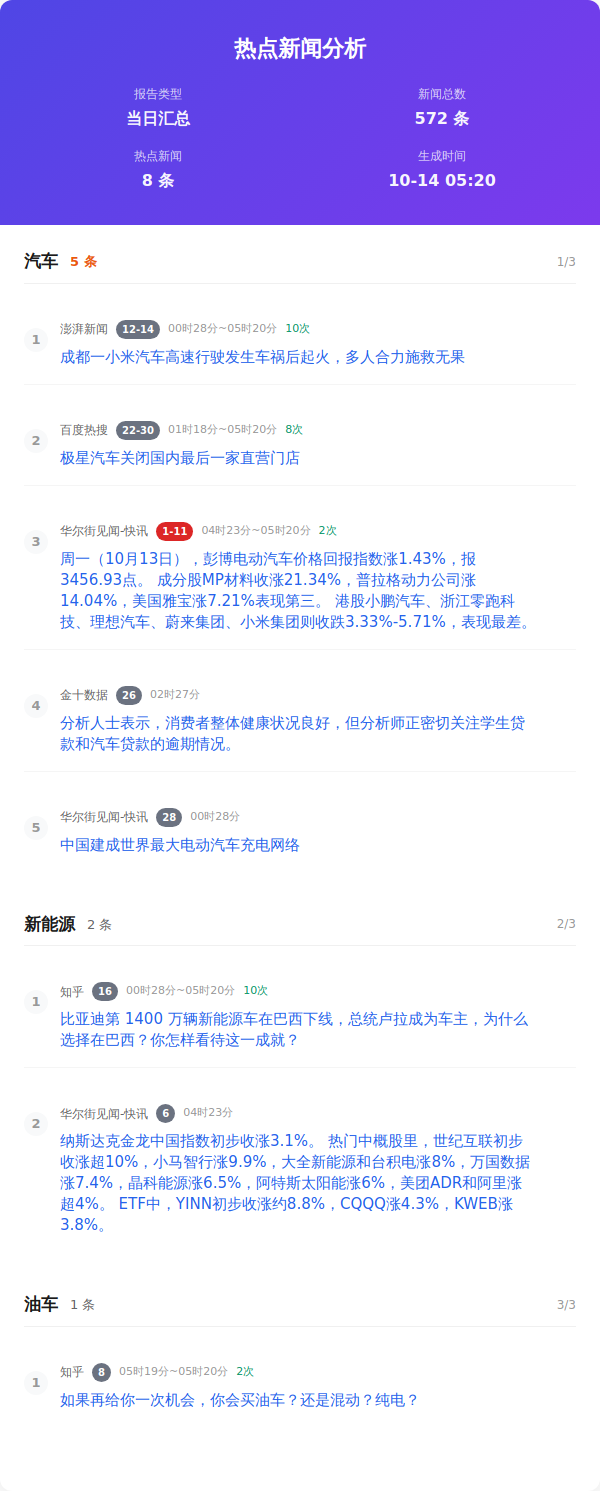 热点新闻分析
报告类型
新闻总数
当日汇总
572 条
热点新闻
生成时间
8 条
10-14 05:20
汽车 5 条 1/3
1
澎湃新闻 12-14 00时28分~05时20分 10次
成都一小米汽车高速行驶发生车祸后起火，多人合力施救无果
2
百度热搜 22-30 01时18分~05时20分 8次
极星汽车关闭国内最后一家直营门店
3
华尔街见闻-快讯 1-11 04时23分~05时20分 2次
周一（10月13日），彭博电动汽车价格回报指数涨1.43%，报
3456.93点。 成分股MP材料收涨21.34%，普拉格动力公司涨
14.04%，美国雅宝涨7.21%表现第三。 港股小鹏汽车、浙江零跑科
技、理想汽车、蔚来集团、小米集团则收跌3.33%-5.71%，表现最差。
4
金十数据 26 02时27分
分析人士表示，消费者整体健康状况良好，但分析师正密切关注学生贷
款和汽车贷款的逾期情况。
5
华尔街见闻-快讯 28 00时28分
中国建成世界最大电动汽车充电网络
新能源 2 条 2/3
1
知乎 16 00时28分~05时20分 10次
比亚迪第 1400 万辆新能源车在巴西下线，总统卢拉成为车主，为什么
选择在巴西？你怎样看待这一成就？
2
华尔街见闻-快讯 6 04时23分
纳斯达克金龙中国指数初步收涨3.1%。 热门中概股里，世纪互联初步
收涨超10%，小马智行涨9.9%，大全新能源和台积电涨8%，万国数据
涨7.4%，晶科能源涨6.5%，阿特斯太阳能涨6%，美团ADR和阿里涨
超4%。 ETF中，YINN初步收涨约8.8%，CQQQ涨4.3%，KWEB涨
3.8%。
油车 1 条 3/3
1
知乎 8 05时19分~05时20分 2次
如果再给你一次机会，你会买油车？还是混动？纯电？